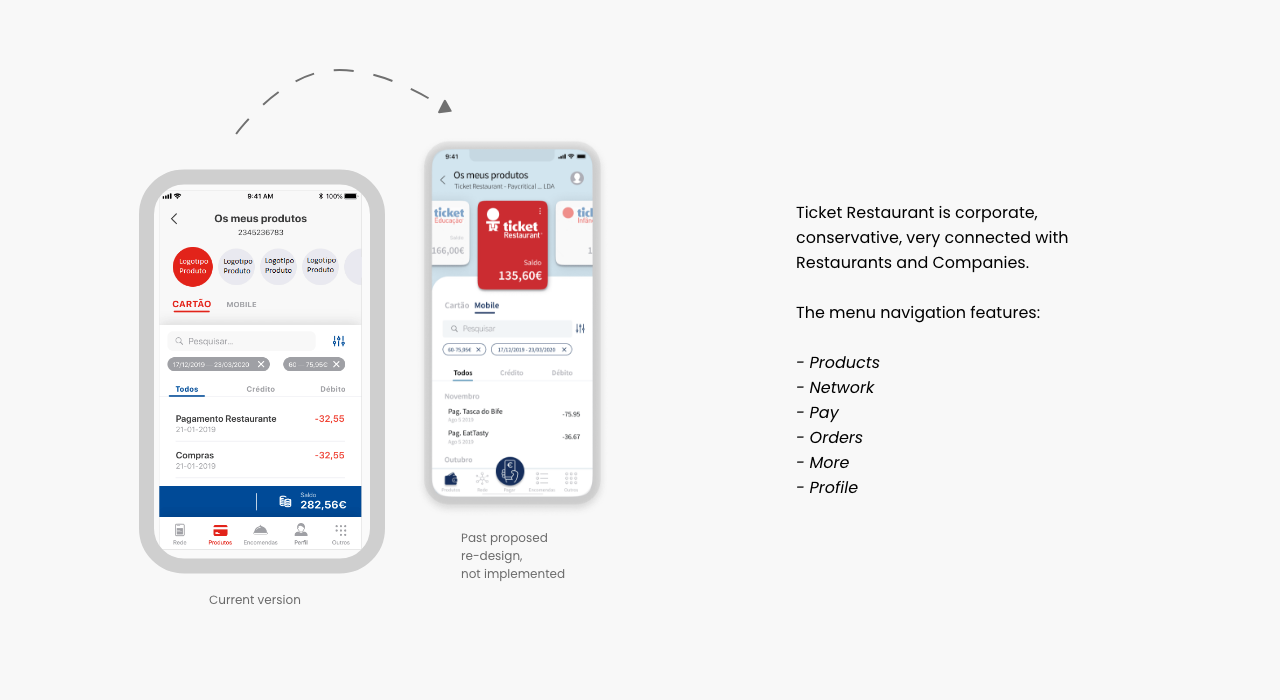 9:41 AM
100%
Os meus produtos
2345236783
Logotipo
Produto
Logotipo
Produto
Logotipo
Produto
Logotipo
Produto
CARTÃO
MOBILE
Pesquisar...
17/12/2019 - 23/03/2020
60 - 75,95€
Todos
Crédito
Débito
Pagamento Restaurante
-32,55
21-01-2019
Compras
-32,55
21-01-2019
Saldo
282,56€
Rede
Produtos
Encomendas
Perfil
Outros
Current version
9:41
Os meus produtos
Ticket Restaurant - Pavcritical ... LDA
ticket
Educação
Saldo
166,00€
ticket
Restaurant
Saldo
135,60€
Cartão
Mobile
Pesquisar
60-75,95€
17/12/2019 - 23/03/2020
Todos
Crédito
Débito
Novembro
Pag. Tasca do Bife
-75.95
Ago 5 2019
Pag. EatTasty
-36.67
Ago 5 2019
Outubro
Produtos
Rede
Pagar
Encomendas
Outros
Past proposed
re-design,
not implemented
Ticket Restaurant is corporate,
conservative, very connected with
Restaurants and Companies.
The menu navigation features:
- Products
- Network
- Pay
- Orders
- More
- Profile